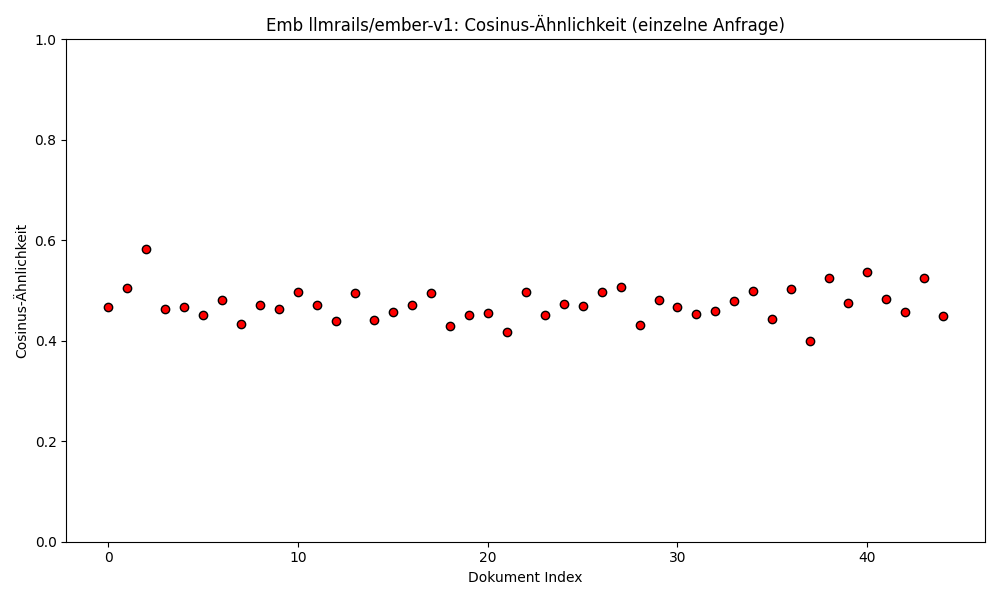 Emb llmrails/ember-v1: Cosinus-Ähnlichkeit (einzelne Anfrage)
1.0
0.8
0.6
0.4
0.2
0.0
Cosinus-Ähnlichkeit
0 10 20 30 40
Dokument Index